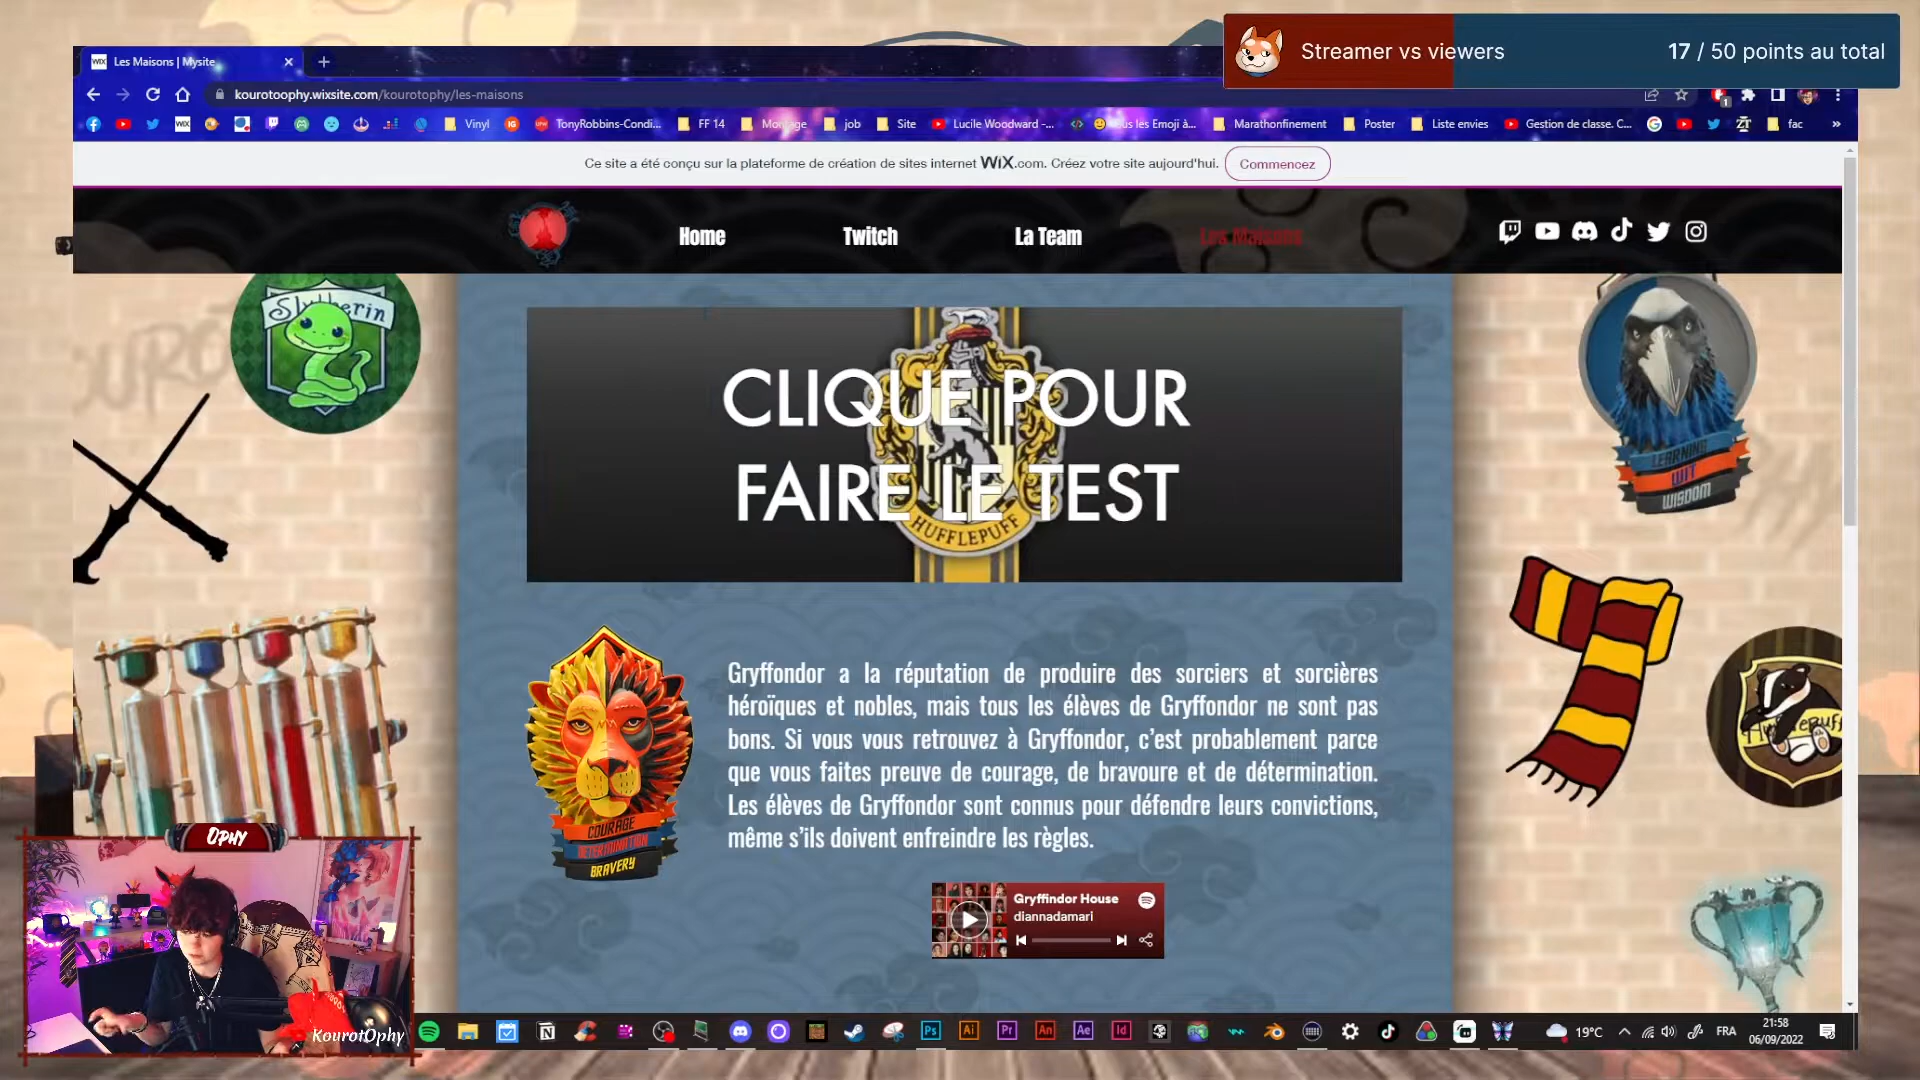 Streamer vs viewers
17 / 50 points au total
Les Maisons | Mysite
kourotoophy.wixsite.com/kourotophy/les-maisons
Vinyl
TonyRobbins-Condi...
FF 14
job
Site
Lucile Woodward -...
Marathonfinement
Poster
Liste envies
Gestion de classe. C...
fac
Ce site a été conçu sur la plateforme de création de sites internet WiX.com. Créez votre site aujourd'hui.
Commencez
Home
Twitch
La Team
Les Maisons
Slytherin
CLIQUE POUR
FAIRE LE TEST
HUFFLEPUFF
LEARNING
WIT
WISDOM
Gryffondor a la réputation de produire des sorciers et sorcières
héroïques et nobles, mais tous les élèves de Gryffondor ne sont pas
bons. Si vous vous retrouvez à Gryffondor, c'est probablement parce
que vous faites preuve de courage, de bravoure et de détermination.
Les élèves de Gryffondor sont connus pour défendre leurs convictions,
même s'ils doivent enfreindre les règles.
COURAGE
DETERMINATION
BRAVERY
Gryffindor House
diannadamari
OPHY
KourotOphy
19°C
FRA
21:58
06/09/2022